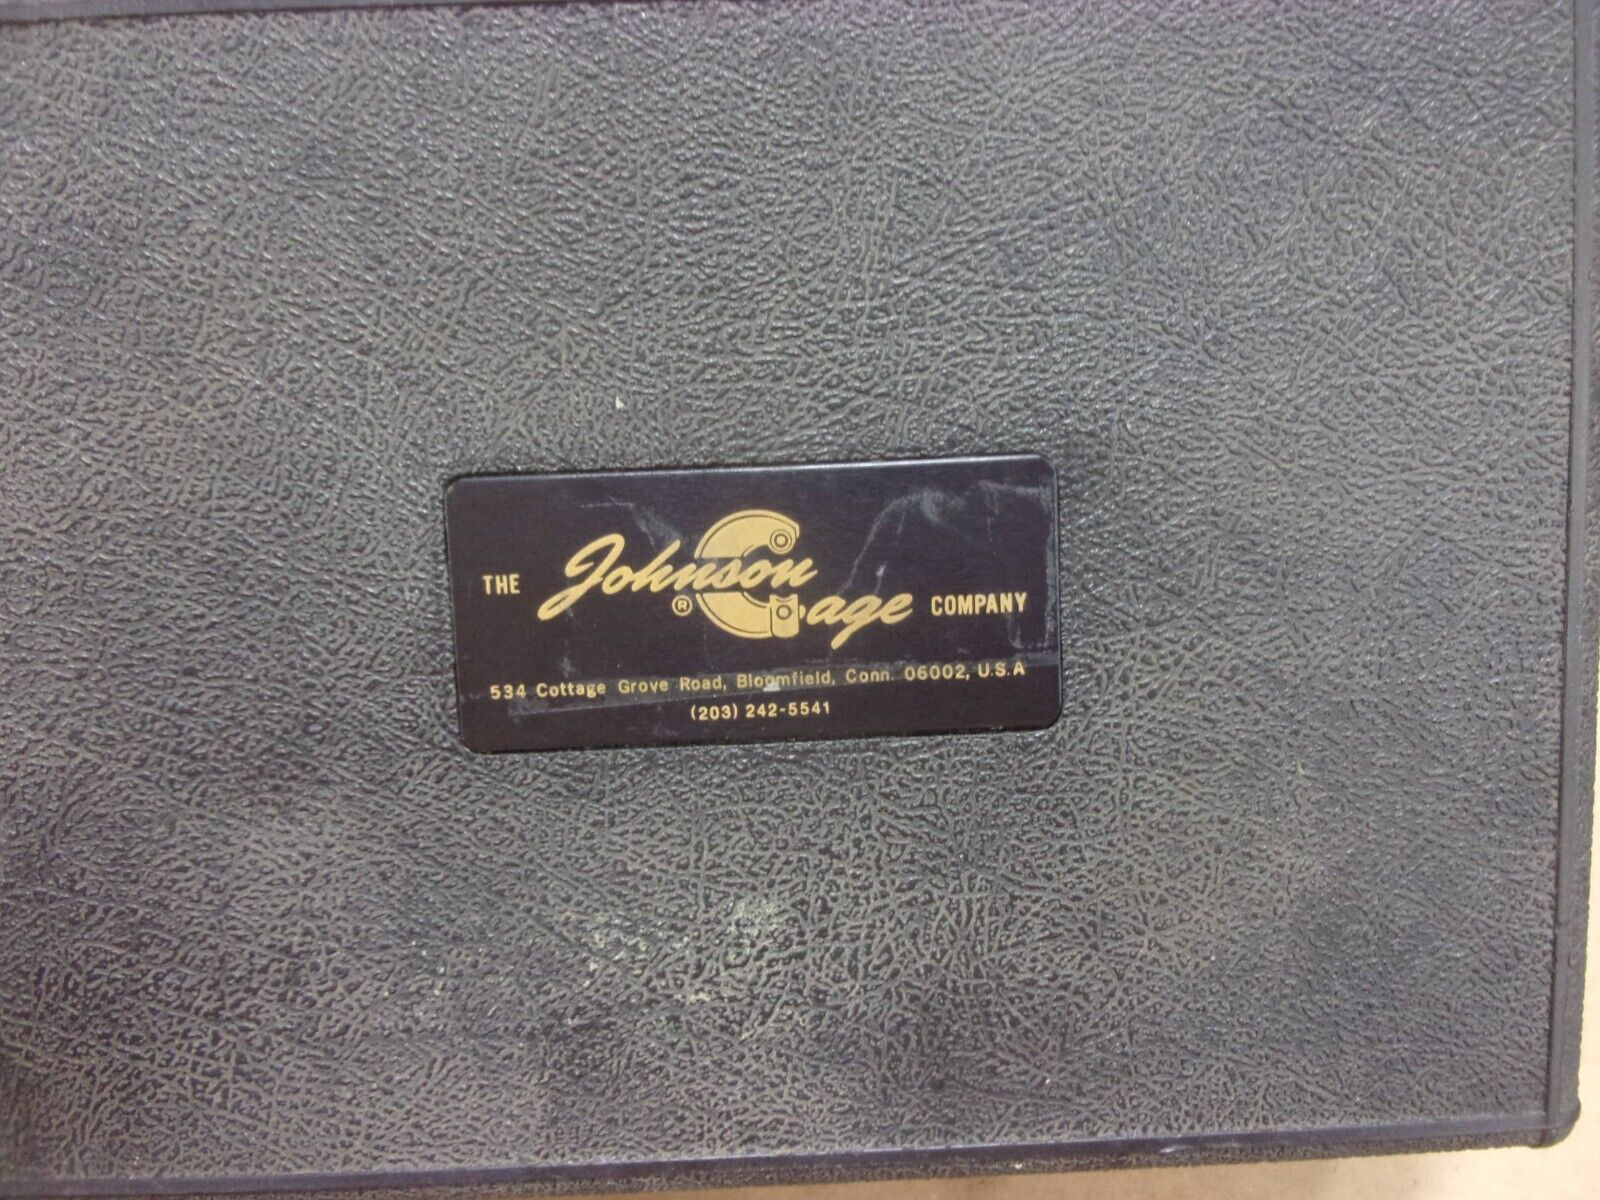 THE Johnson Gage COMPANY
®
534 Cottage Grove Road, Bloomfield, Conn. 06002, U.S.A
(203) 242-5541